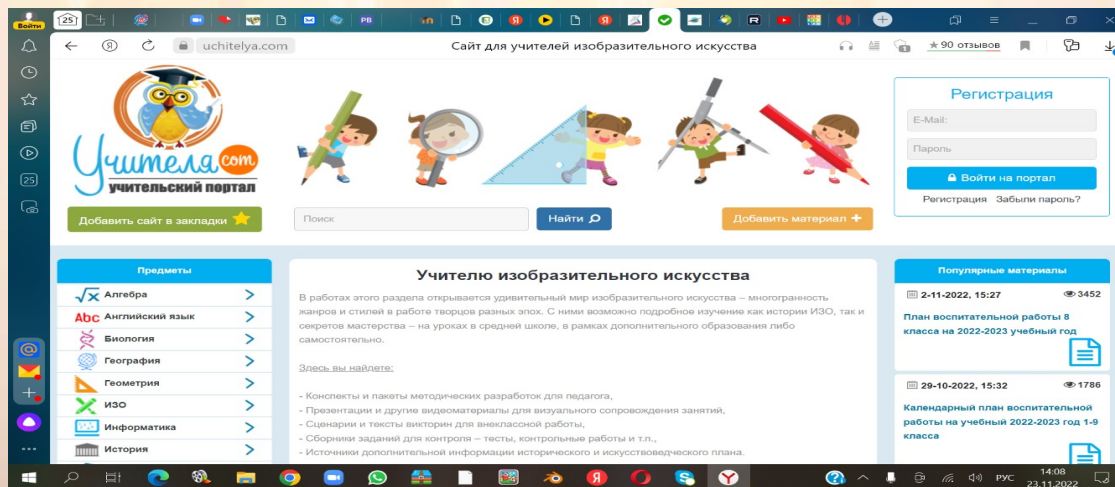 Войти
25
PB
uchitelya.com
Сайт для учителей изобразительного искусства
★ 90 отзывов
25
Учителя.com
учительский портал
Добавить сайт в закладки
Поиск
Найти
Добавить материал +
Регистрация
E-Mail:
Пароль
Войти на портал
Регистрация Забыли пароль?
Предметы
Алгебра
Abc Английский язык
Биология
География
Геометрия
ИЗО
Информатика
История
Учителю изобразительного искусства
В работах этого раздела открывается удивительный мир изобразительного искусства – многогранность
жанров и стилей в работе творцов разных эпох. С ними возможно подробное изучение как истории ИЗО, так и
секретов мастерства – на уроках в средней школе, в рамках дополнительного образования либо
самостоятельно.
Здесь вы найдете:
- Конспекты и пакеты методических разработок для педагога,
- Презентации и другие видеоматериалы для визуального сопровождения занятий,
- Сценарии и тексты викторин для внеклассной работы,
- Сборники заданий для контроля – тесты, контрольные работы и т.п.,
- Источники дополнительной информации исторического и искусствоведческого плана.
Популярные материалы
2-11-2022, 15:27 3452
План воспитательной работы 8
класса на 2022-2023 учебный год
29-10-2022, 15:32 1786
Календарный план воспитательной
работы на учебный 2022-2023 год 1-9
класса
РУС
14:08
23.11.2022